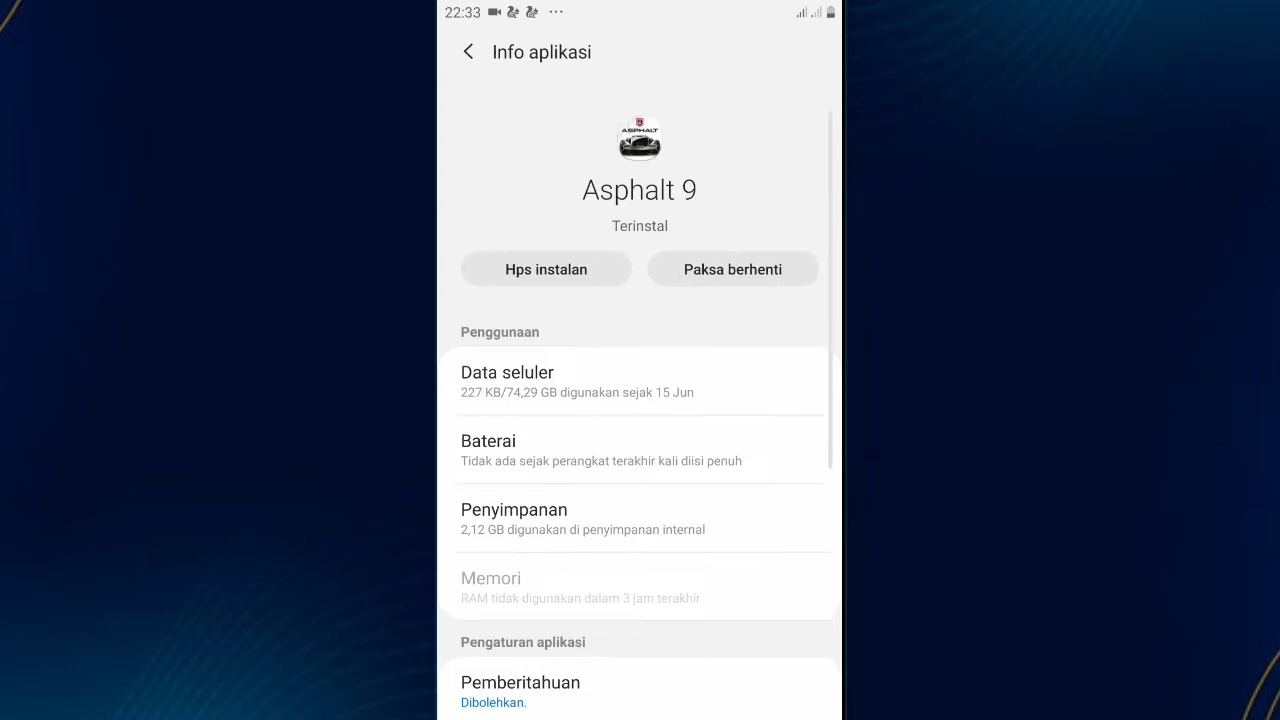 22:33
Info aplikasi
ASPHALT
Asphalt 9
Terinstal
Hps instalan
Paksa berhenti
Penggunaan
Data seluler
227 KB/74,29 GB digunakan sejak 15 Jun
Baterai
Tidak ada sejak perangkat terakhir kali diisi penuh
Penyimpanan
2,12 GB digunakan di penyimpanan internal
Memori
RAM tidak digunakan dalam 3 jam terakhir
Pengaturan aplikasi
Pemberitahuan
Dibolehkan.